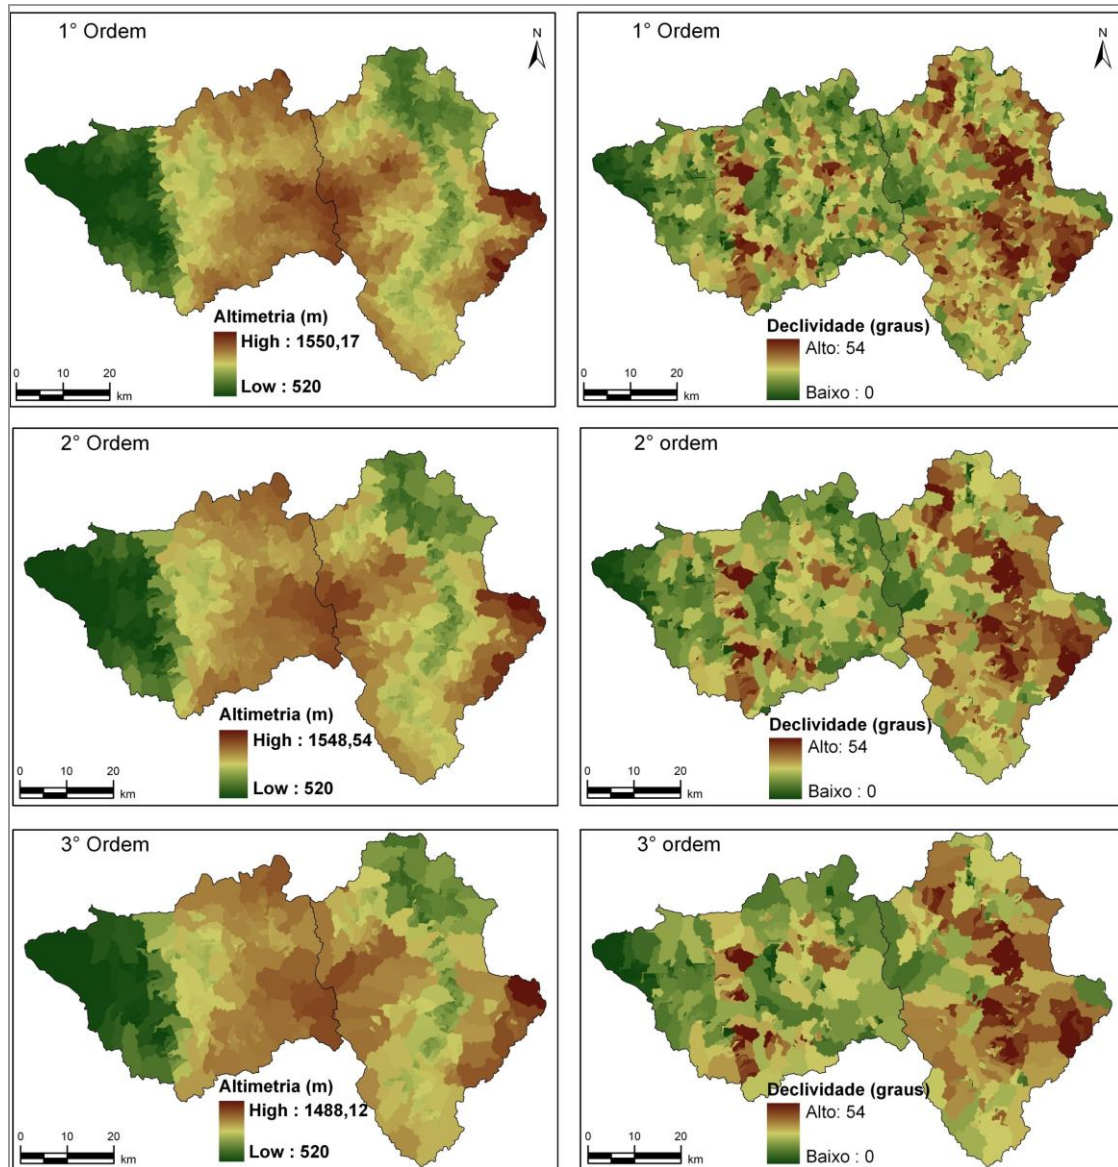 1° Ordem
N
Altimetria (m)
High : 1550,17
Low : 520
0 10 20
km
1° Ordem
N
Declividade (graus)
Alto: 54
Baixo : 0
0 10 20
km
2° Ordem
Altimetria (m)
High : 1548,54
Low : 520
0 10 20
km
2° ordem
Declividade (graus)
Alto: 54
Baixo : 0
0 10 20
km
3° Ordem
Altimetria (m)
High : 1488,12
Low : 520
0 10 20
km
3° ordem
Declividade (graus)
Alto: 54
Baixo : 0
0 10 20
km